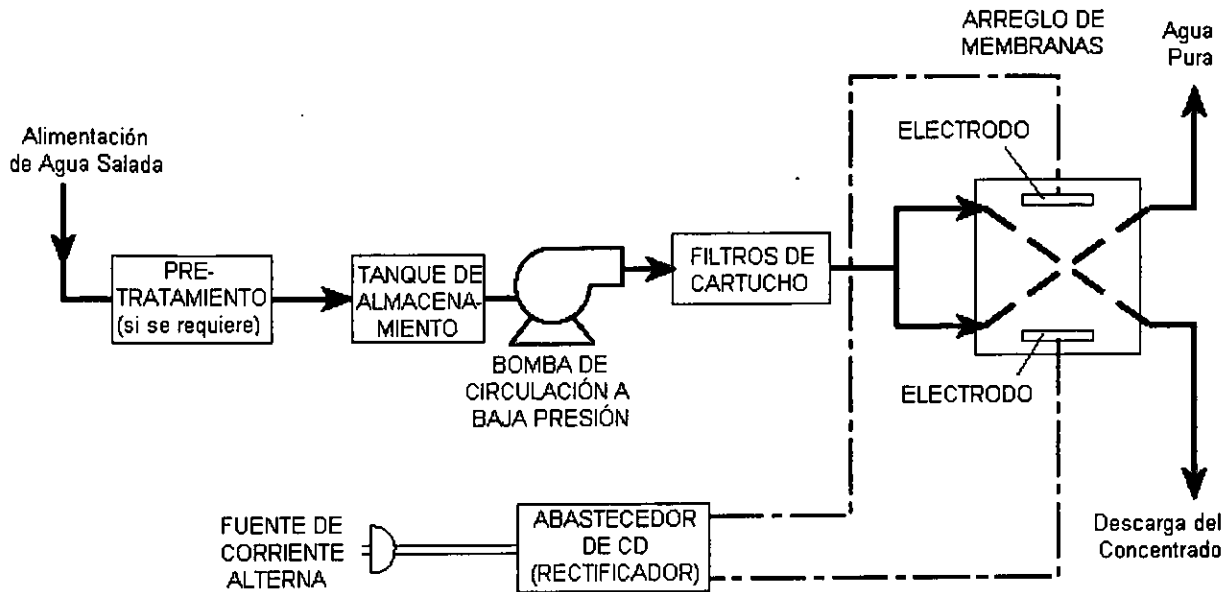 ARREGLO DE
MEMBRANAS
Agua
Pura
Alimentación
de Agua Salada
ELECTRODO
PRE-
TRATAMIENTO
(si se requiere)
TANQUE DE
ALMACENA-
MIENTO
FILTROS DE
CARTUCHO
BOMBA DE
CIRCULACIÓN A
BAJA PRESIÓN
ELECTRODO
FUENTE DE
CORRIENTE
ALTERNA
ABASTECEDOR
DE CD
(RECTIFICADOR)
Descarga del
Concentrado